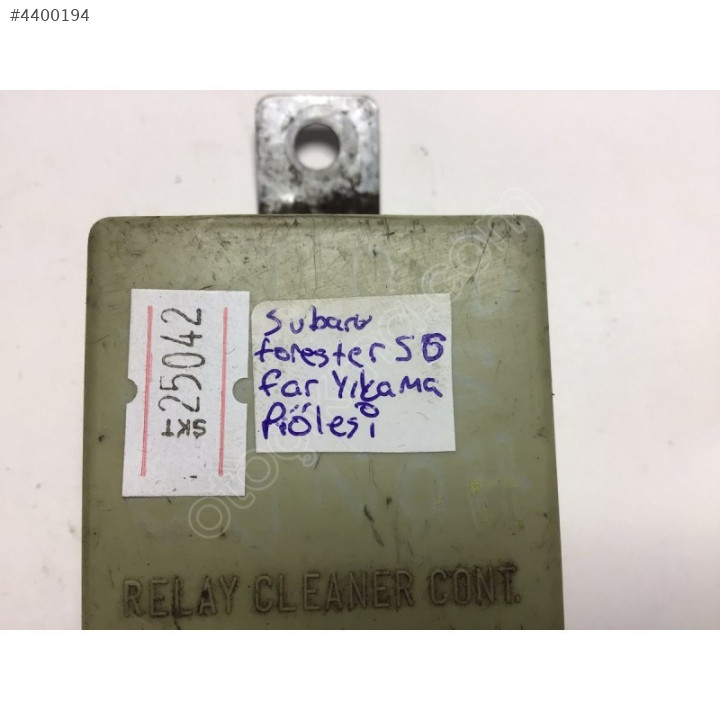 #4400194
25042
SKT
Subaru
forester SG
far Yıkama
Rölesi
RELAY CLEANER CONT.